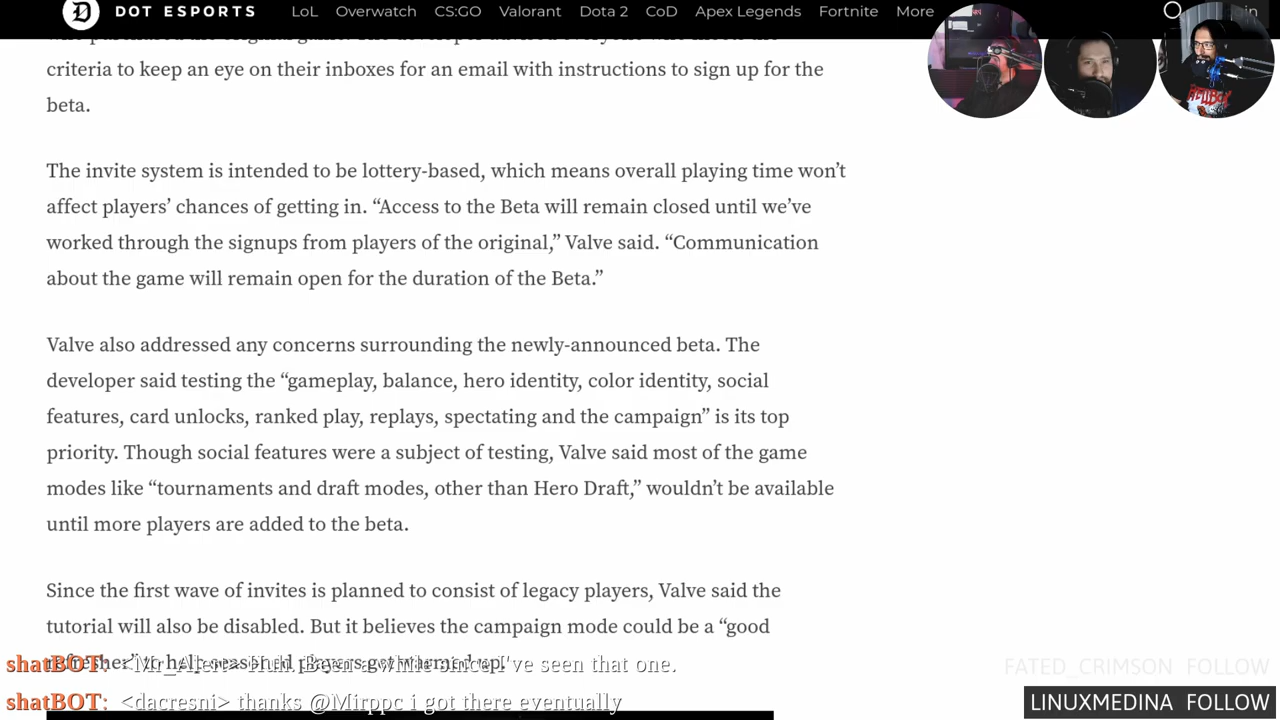 DOT ESPORTS LoL Overwatch CS:GO Valorant Dota 2 CoD Apex Legends Fortnite More
criteria to keep an eye on their inboxes for an email with instructions to sign up for the
beta.
The invite system is intended to be lottery-based, which means overall playing time won’t
affect players’ chances of getting in. “Access to the Beta will remain closed until we’ve
worked through the signups from players of the original,” Valve said. “Communication
about the game will remain open for the duration of the Beta.”
Valve also addressed any concerns surrounding the newly-announced beta. The
developer said testing the “gameplay, balance, hero identity, color identity, social
features, card unlocks, ranked play, replays, spectating and the campaign” is its top
priority. Though social features were a subject of testing, Valve said most of the game
modes like “tournaments and draft modes, other than Hero Draft,” wouldn’t be available
until more players are added to the beta.
Since the first wave of invites is planned to consist of legacy players, Valve said the
tutorial will also be disabled. But it believes the campaign mode could be a “good
shatBOT: Huh. Been a while since I've seen that one.
shatBOT: <dacresni> thanks @Mirppc i got there eventually
FATED_CRIMSON FOLLOW
LINUXMEDINA FOLLOW